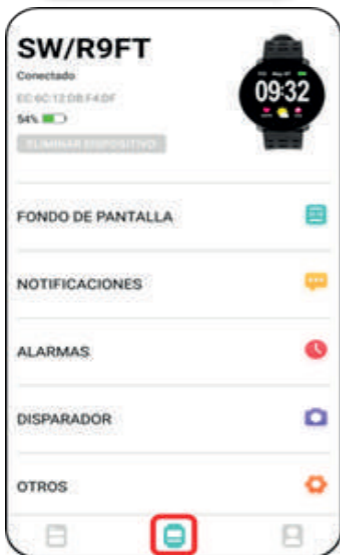 SW/R9FT
Conectado
EC:6C:12:DB:F4:DF
54%
ELIMINAR DISPOSITIVO
09:32
FONDO DE PANTALLA
NOTIFICACIONES
ALARMAS
DISPARADOR
OTROS